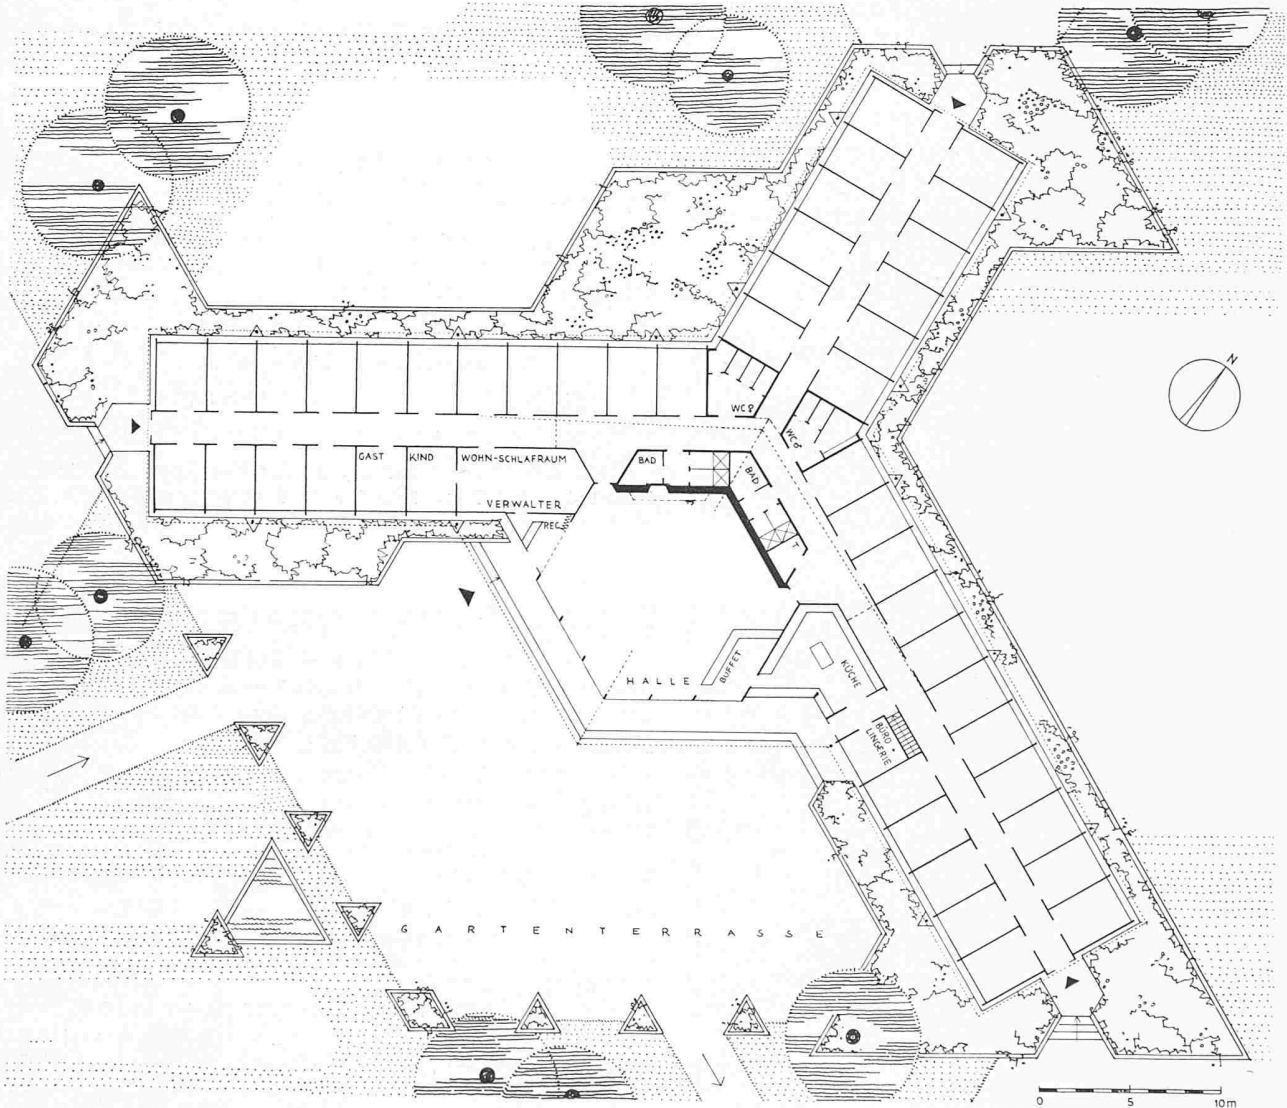 N
WC♀
WC♂
GAST
KIND
WOHN-SCHLAFRAUM
VERWALTER
REC.
BAD
BAD
T
HALLE
BUFFET
KÜCHE
BÜRO
LINGERIE
GARTENTERRASSE
0 5 10m